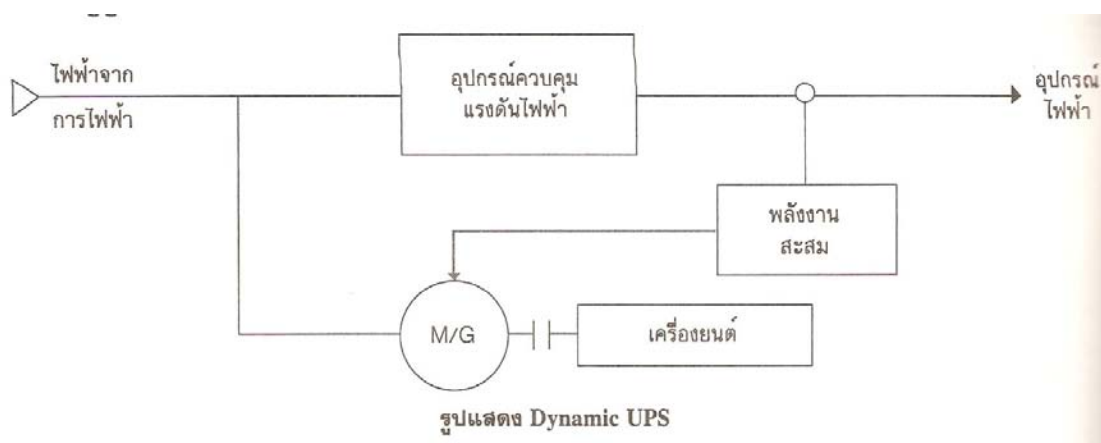 ไฟฟ้าจาก
การไฟฟ้า
อุปกรณ์ควบคุม
แรงดันไฟฟ้า
อุปกรณ์
ไฟฟ้า
พลังงาน
สะสม
M/G
เครื่องยนต์
รูปแสดง Dynamic UPS